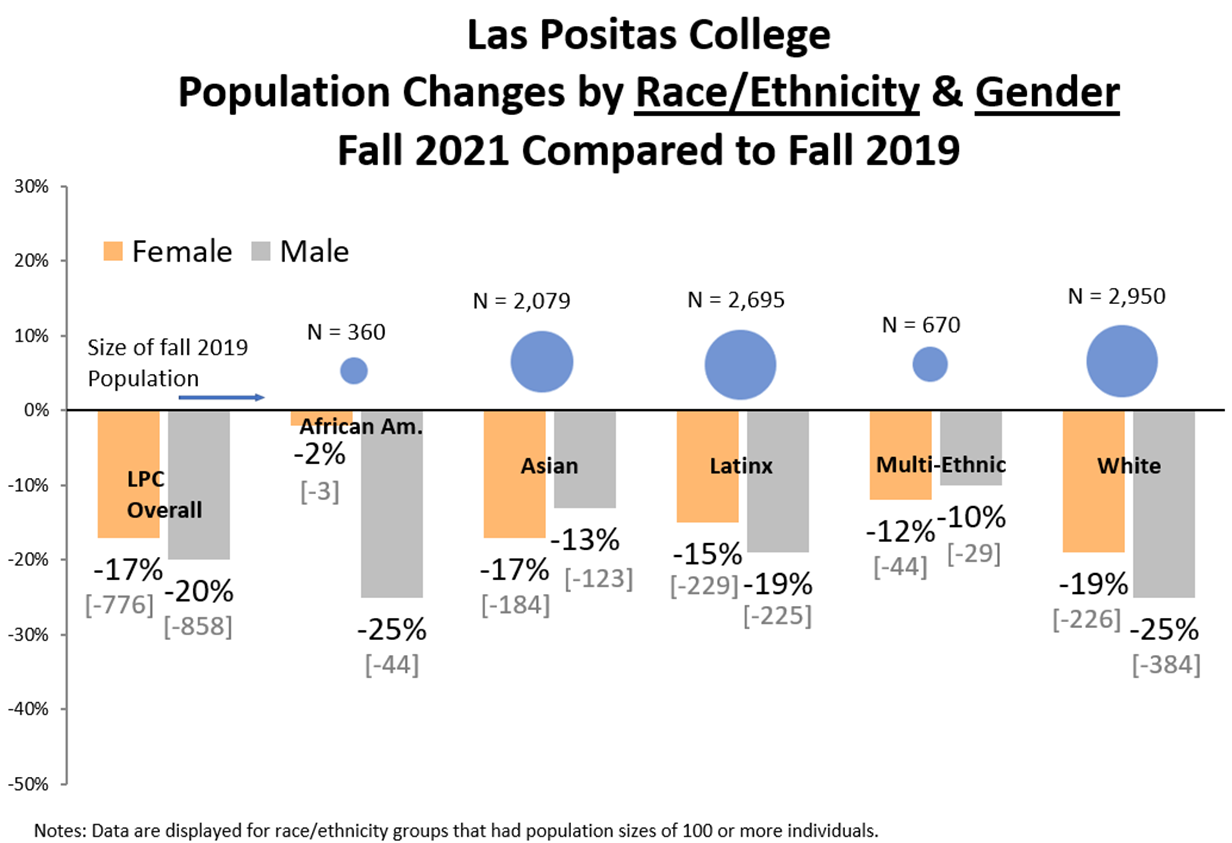 Las Positas College
Population Changes by Race/Ethnicity & Gender
Fall 2021 Compared to Fall 2019
30%
20%
10%
0%
-10%
-20%
-30%
-40%
-50%
Female Male
Size of fall 2019
Population
N = 360
N = 2,079
N = 2,695
N = 670
N = 2,950
LPC
Overall
-17%
[-776]
-20%
[-858]
African Am.
-2%
[-3]
-25%
[-44]
Asian
-17%
[-184]
-13%
[-123]
Latinx
-15%
[-229]
-19%
[-225]
Multi-Ethnic
-12%
[-44]
-10%
[-29]
White
-19%
[-226]
-25%
[-384]
Notes: Data are displayed for race/ethnicity groups that had population sizes of 100 or more individuals.